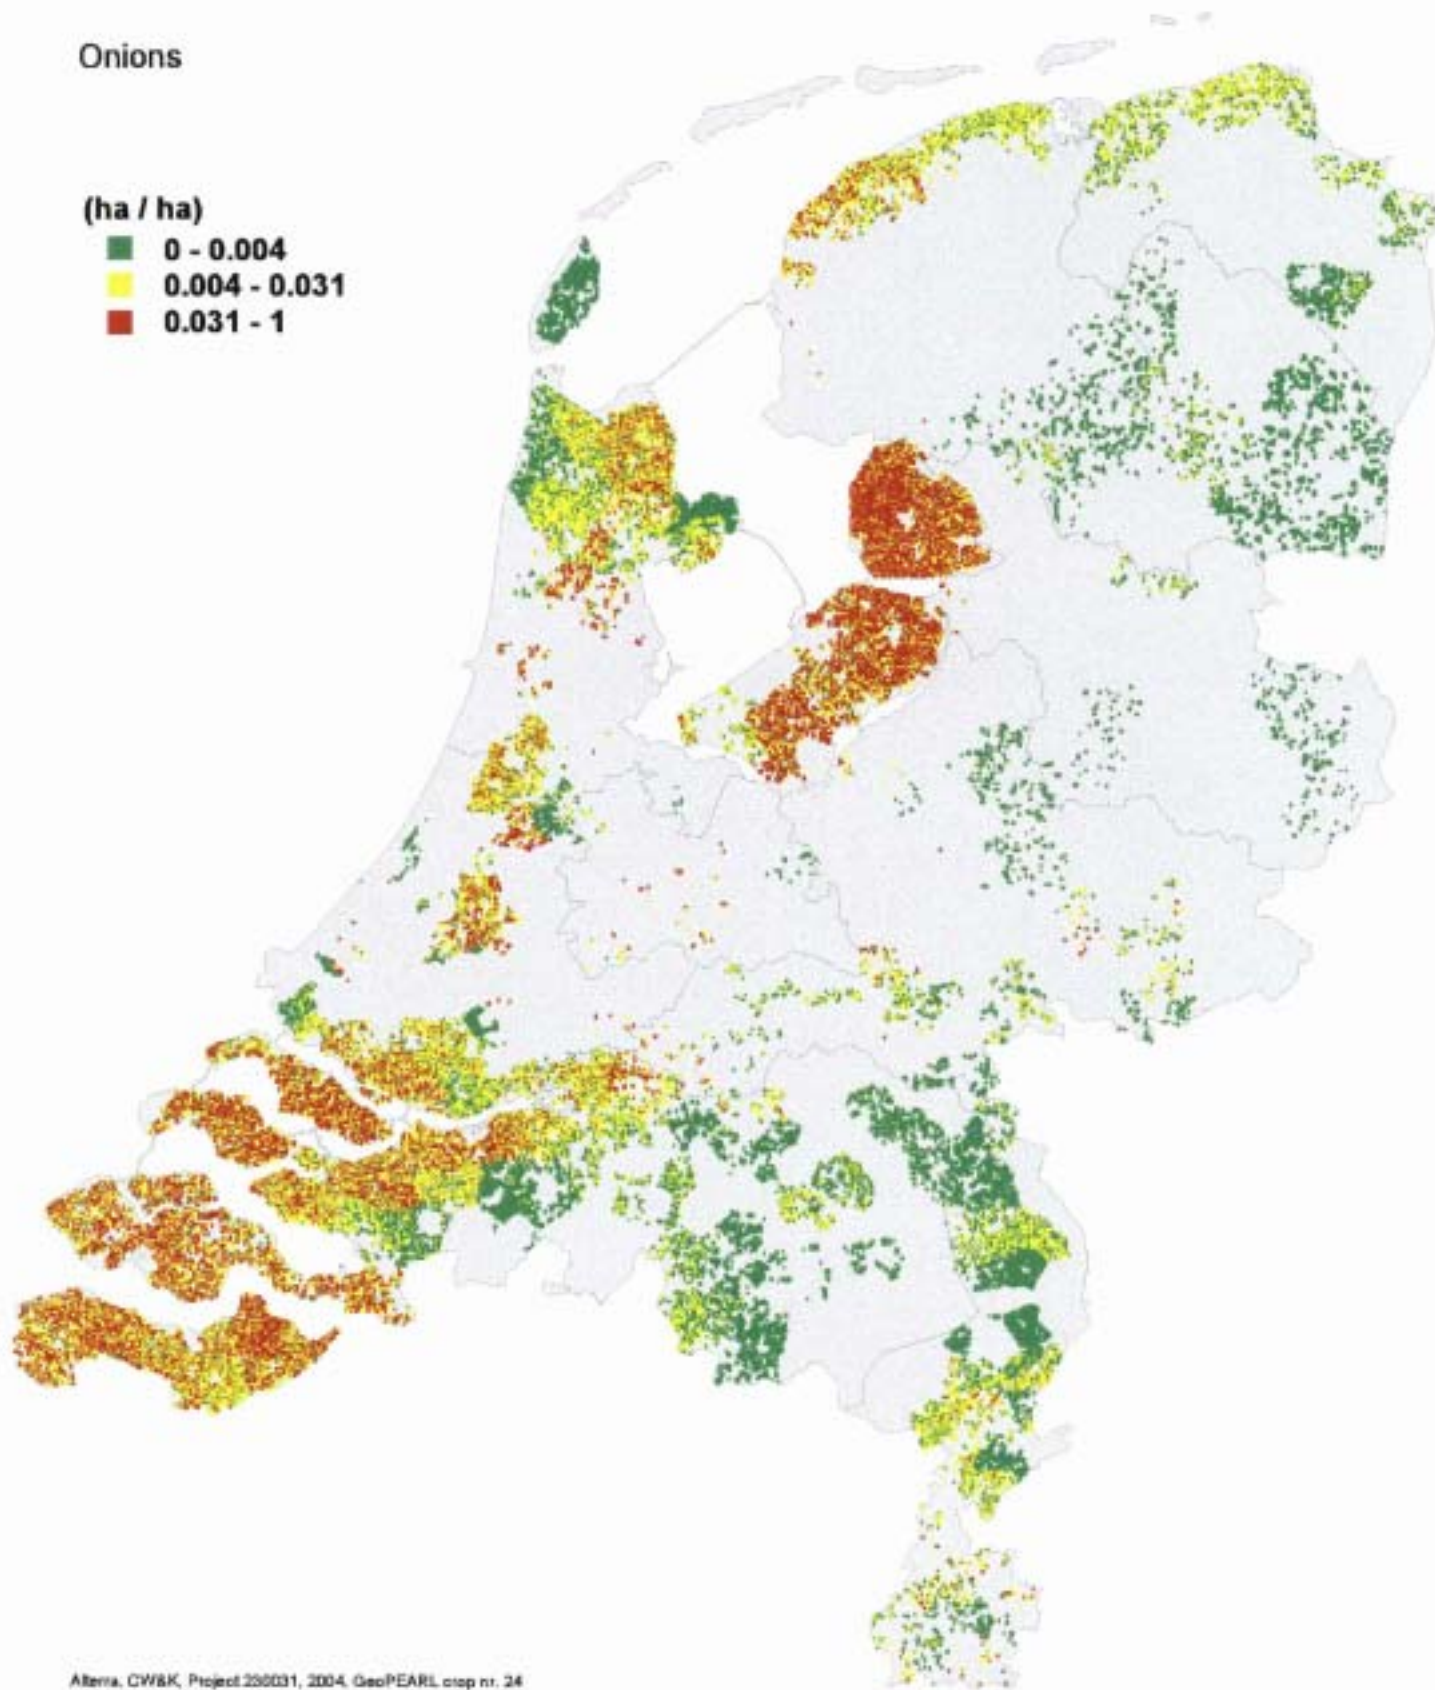 Onions
(ha / ha)
0 - 0.004
0.004 - 0.031
0.031 - 1
Alterra, CW&K, Project 230031, 2004, GeoPEARL crop nr. 24